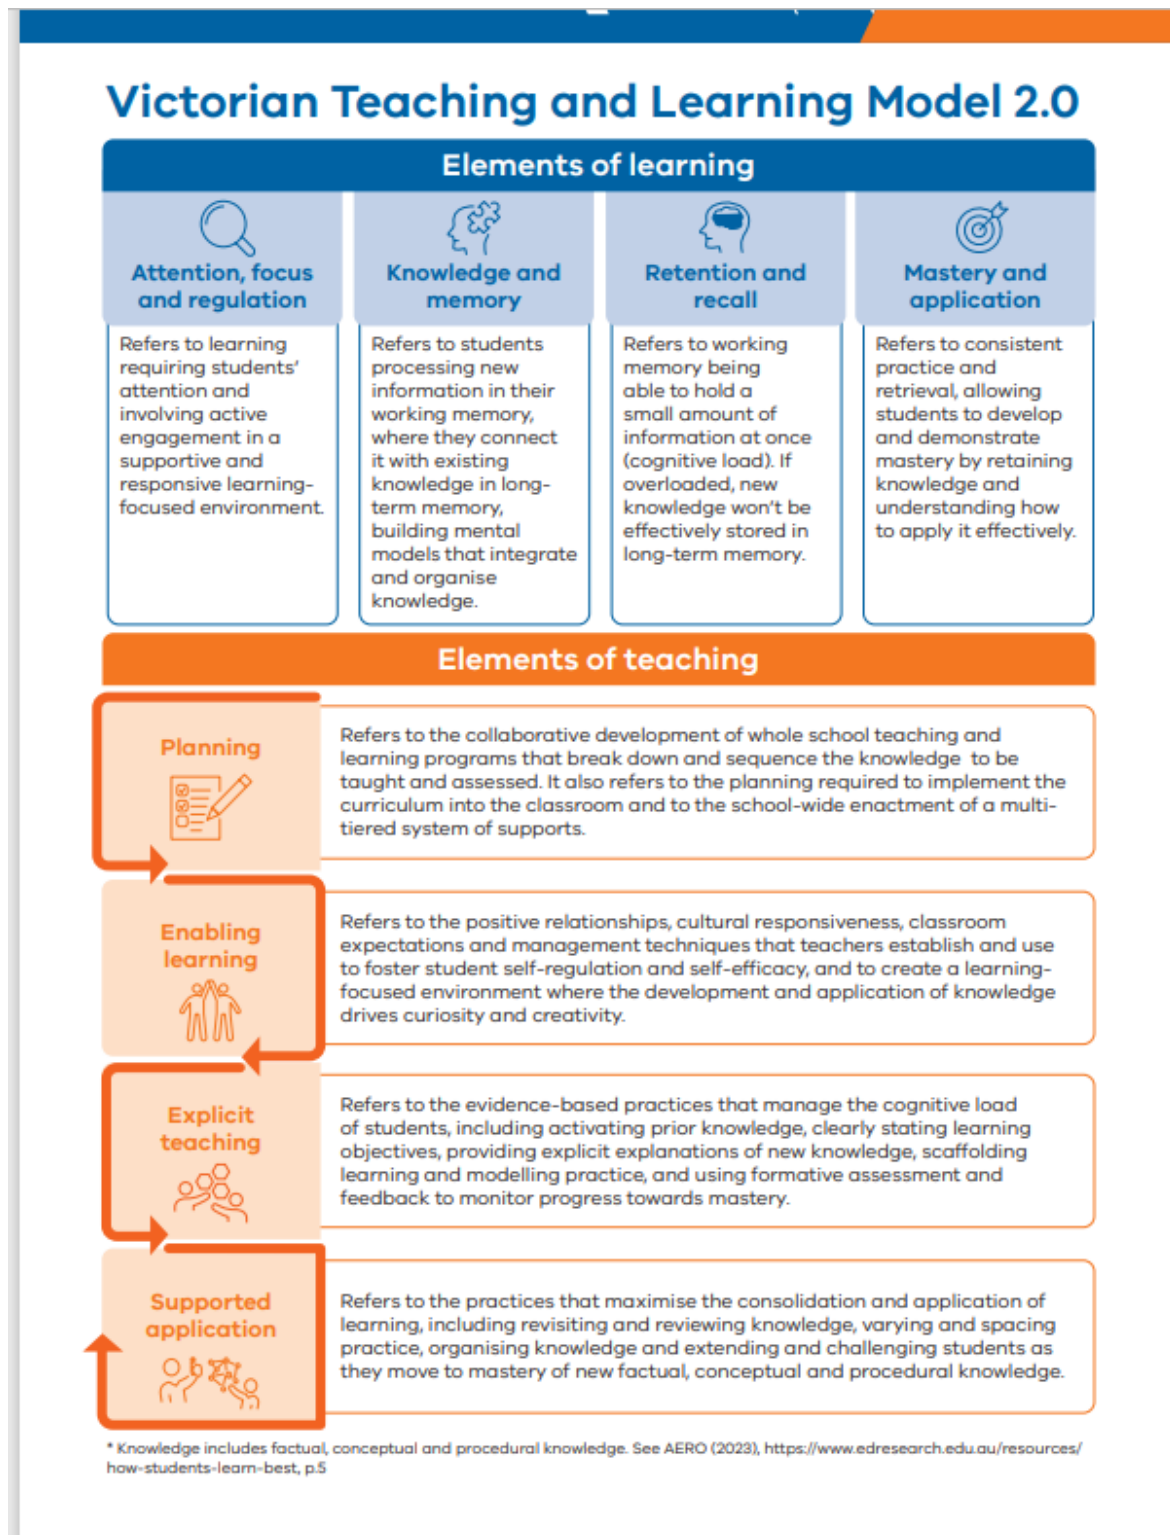 Victorian Teaching and Learning Model 2.0
Elements of learning
Attention, focus
and regulation
Refers to learning
requiring students'
attention and
involving active
engagement in a
supportive and
responsive learning-
focused environment.
Knowledge and
memory
Refers to students
processing new
information in their
working memory,
where they connect
it with existing
knowledge in long-
term memory,
building mental
models that integrate
and organise
knowledge.
Retention and
recall
Refers to working
memory being
able to hold a
small amount of
information at once
(cognitive load). If
overloaded, new
knowledge won't be
effectively stored in
long-term memory.
Mastery and
application
Refers to consistent
practice and
retrieval, allowing
students to develop
and demonstrate
mastery by retaining
knowledge and
understanding how
to apply it effectively.
Elements of teaching
Planning
Refers to the collaborative development of whole school teaching and
learning programs that break down and sequence the knowledge to be
taught and assessed. It also refers to the planning required to implement the
curriculum into the classroom and to the school-wide enactment of a multi-
tiered system of supports.
Enabling
learning
Refers to the positive relationships, cultural responsiveness, classroom
expectations and management techniques that teachers establish and use
to foster student self-regulation and self-efficacy, and to create a learning-
focused environment where the development and application of knowledge
drives curiosity and creativity.
Explicit
teaching
Refers to the evidence-based practices that manage the cognitive load
of students, including activating prior knowledge, clearly stating learning
objectives, providing explicit explanations of new knowledge, scaffolding
learning and modelling practice, and using formative assessment and
feedback to monitor progress towards mastery.
Supported
application
Refers to the practices that maximise the consolidation and application of
learning, including revisiting and reviewing knowledge, varying and spacing
practice, organising knowledge and extending and challenging students as
they move to mastery of new factual, conceptual and procedural knowledge.
* Knowledge includes factual, conceptual and procedural knowledge. See AERO (2023), https://www.edresearch.edu.au/resources/
how-students-learn-best, p.5